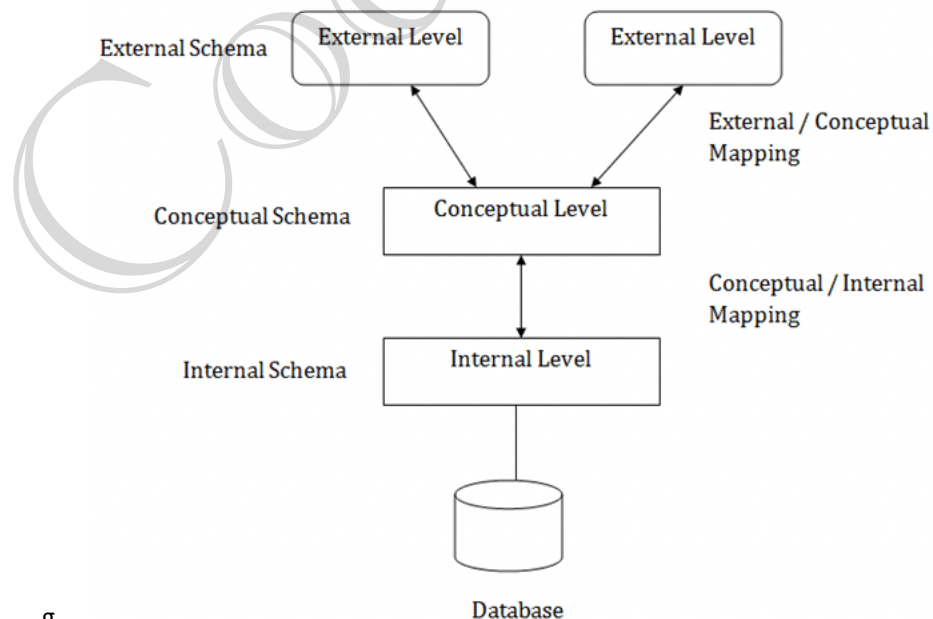 External Schema
External Level
External Level
External / Conceptual
Mapping
Conceptual Schema
Conceptual Level
Conceptual / Internal
Mapping
Internal Schema
Internal Level
Database